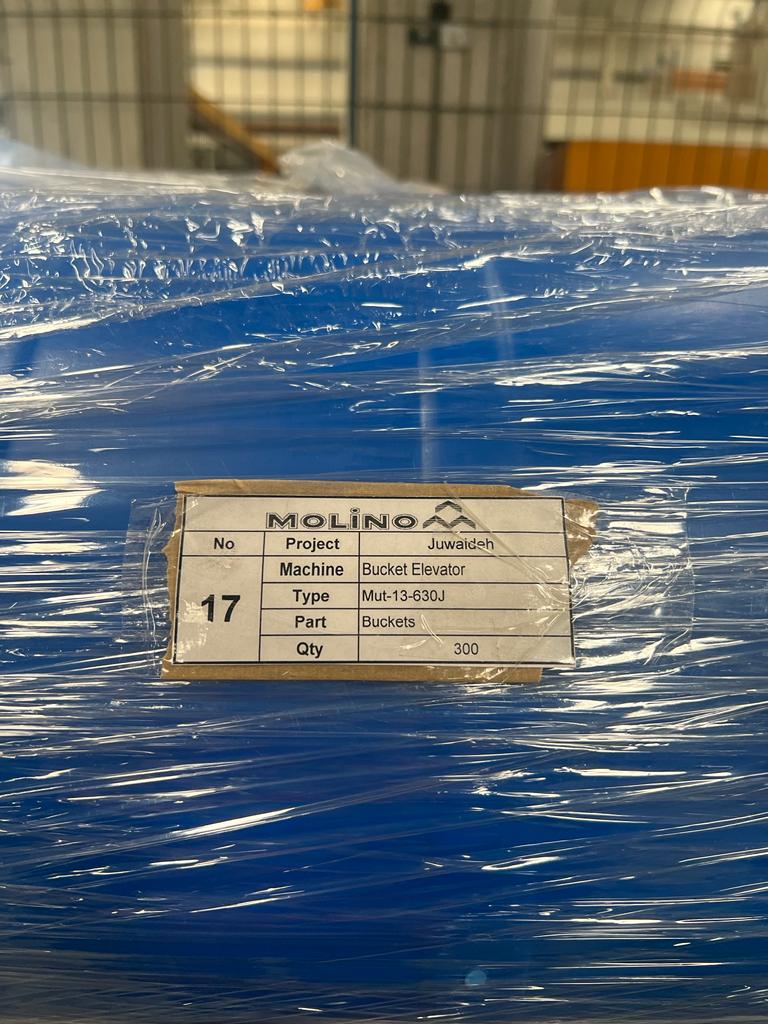 MOLiNO
No Project Juwaideh
Machine Bucket Elevator
17 Type Mut-13-630J
Part Buckets
Qty 300